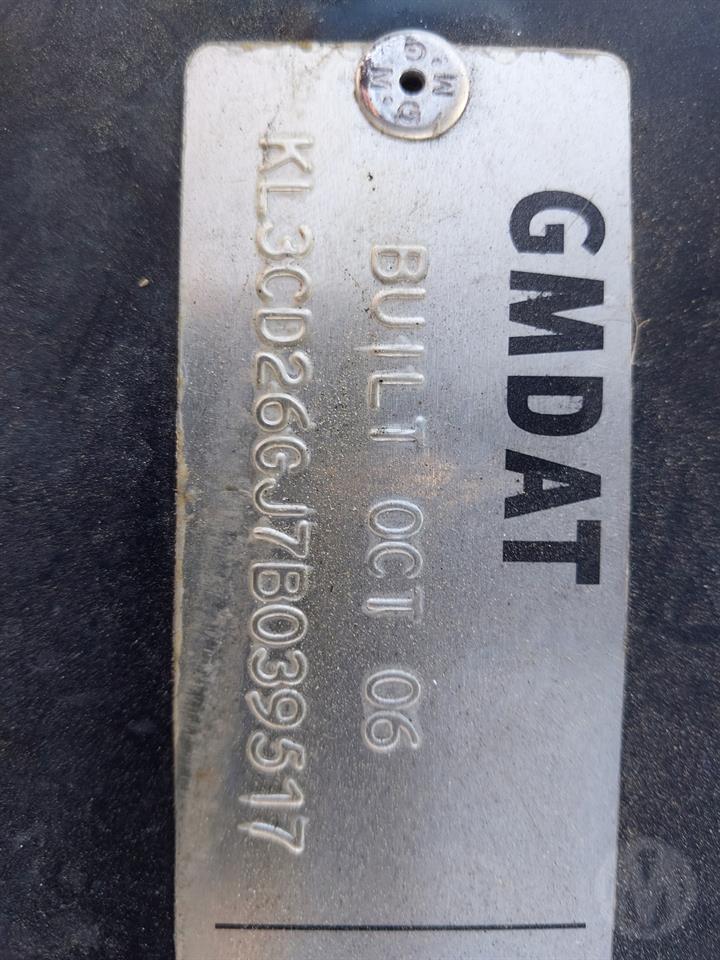 GMDAT
BUILT OCT 06
KL3CD26GJ7B039517
G.M
G.M